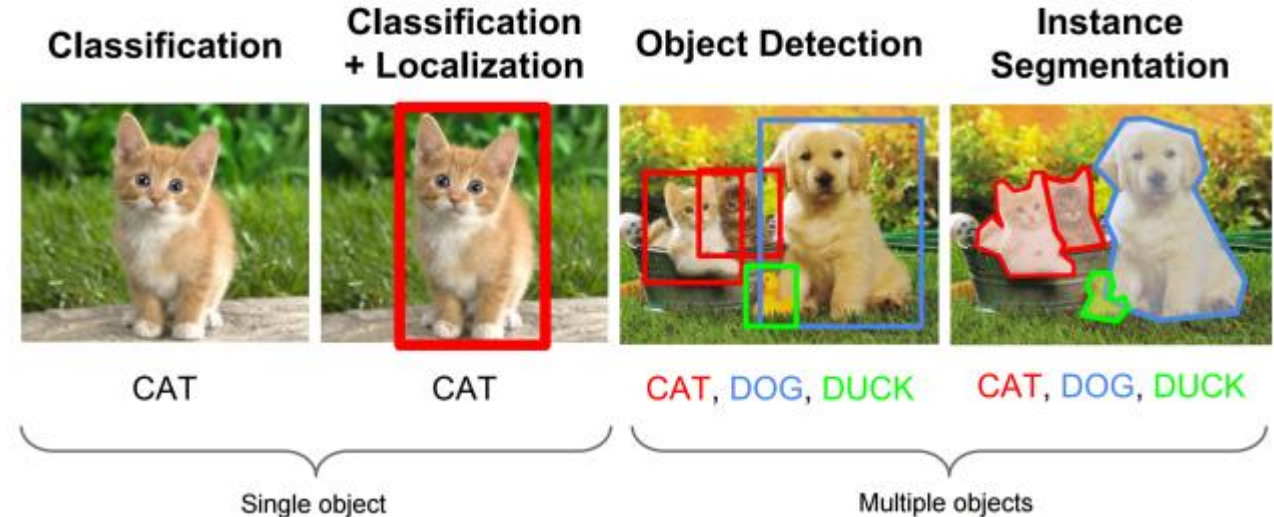 Classification
Classification
+ Localization
Object Detection
Instance
Segmentation
CAT
CAT
CAT, DOG, DUCK
CAT, DOG, DUCK
Single object
Multiple objects